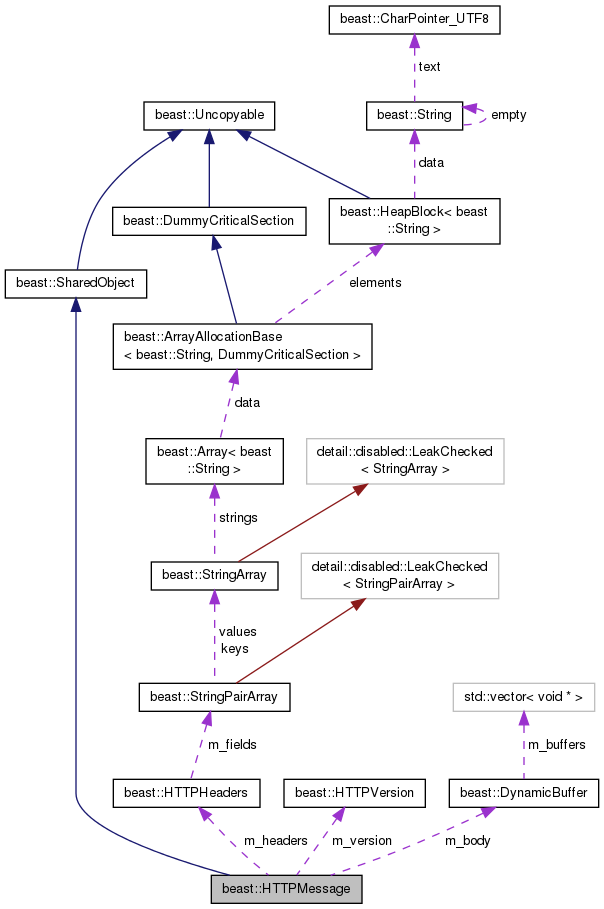 beast::CharPointer_UTF8
text
beast::Uncopyable
beast::String
empty
data
beast::DummyCriticalSection
beast::HeapBlock< beast
::String >
beast::SharedObject
elements
beast::ArrayAllocationBase
< beast::String, DummyCriticalSection >
data
beast::Array< beast
::String >
detail::disabled::LeakChecked
< StringArray >
strings
beast::StringArray
detail::disabled::LeakChecked
< StringPairArray >
values
keys
beast::StringPairArray
std::vector< void * >
m_fields
m_buffers
beast::HTTPHeaders
beast::HTTPVersion
beast::DynamicBuffer
m_headers
m_version
m_body
beast::HTTPMessage